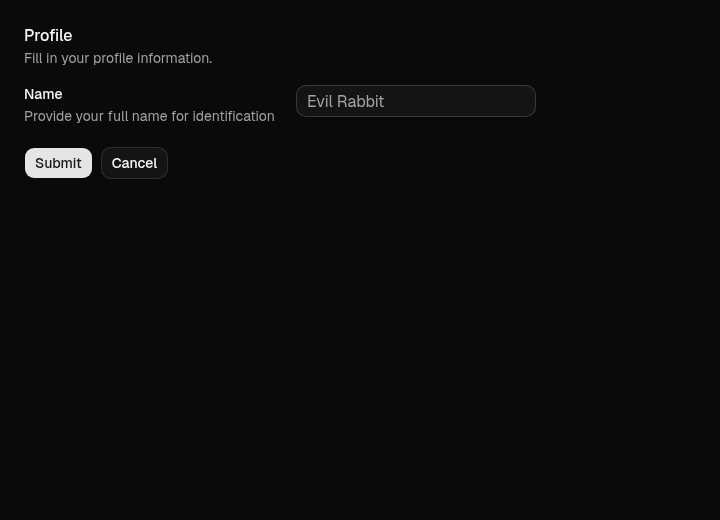 Profile
Fill in your profile information.
Name
Provide your full name for identification
Evil Rabbit
Submit
Cancel